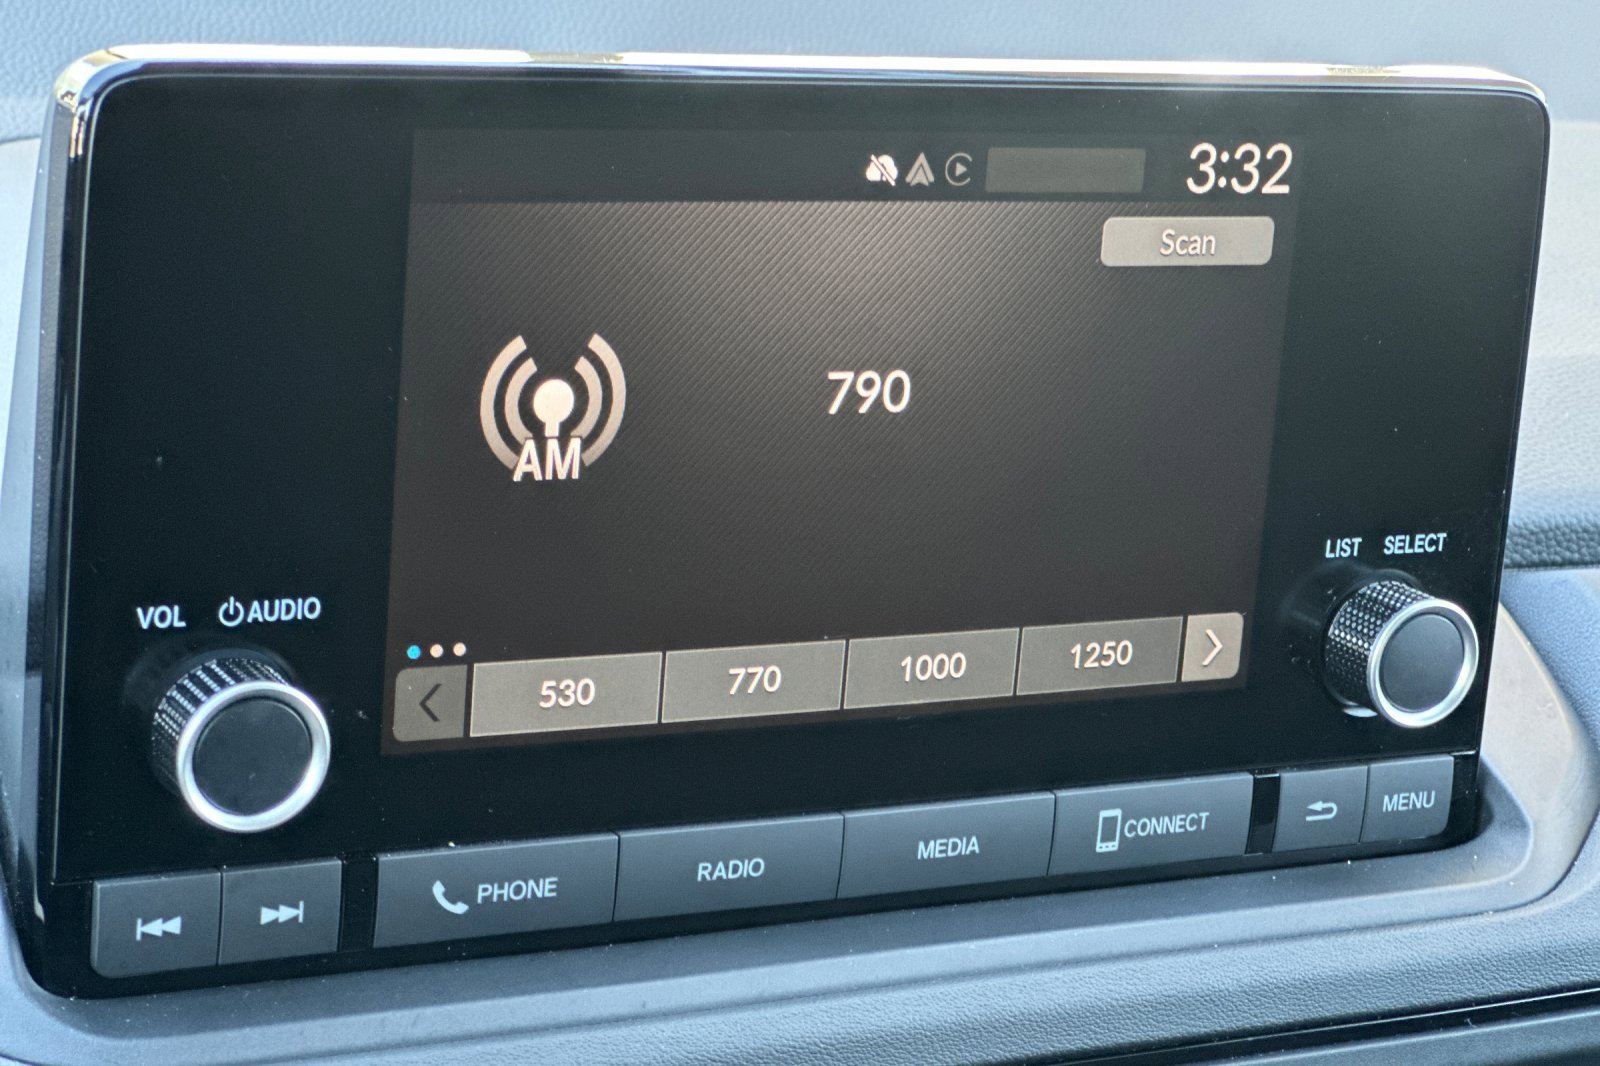 3:32
Scan
790
AM
LIST SELECT
VOL AUDIO
530 770 1000 1250
PHONE RADIO MEDIA CONNECT MENU